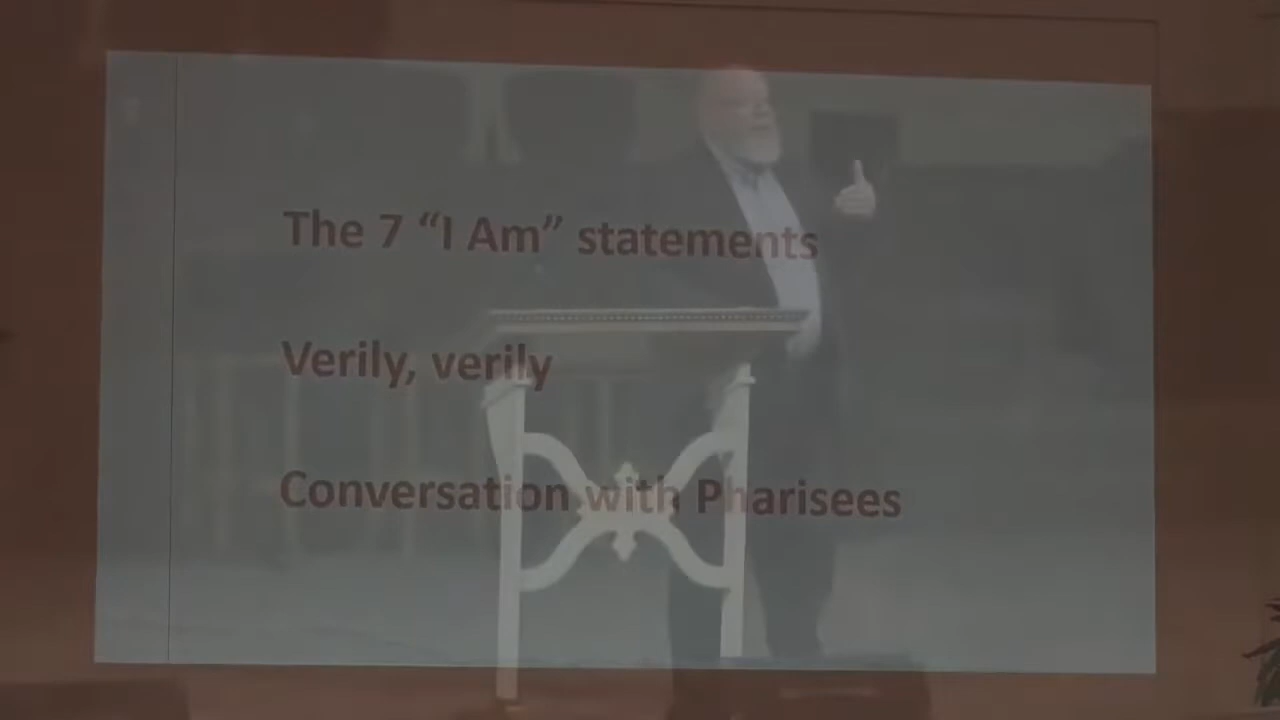 The 7 “I Am” statements
Verily, verily
Conversation with Pharisees